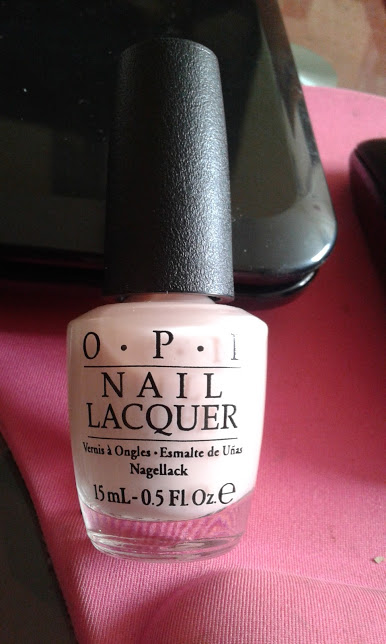 O·P·I
NAIL
LACQUER
Vernis à Ongles·Esmalte de Uñas
Nagellack
15 mL-0.5 Fl. Oz.℮